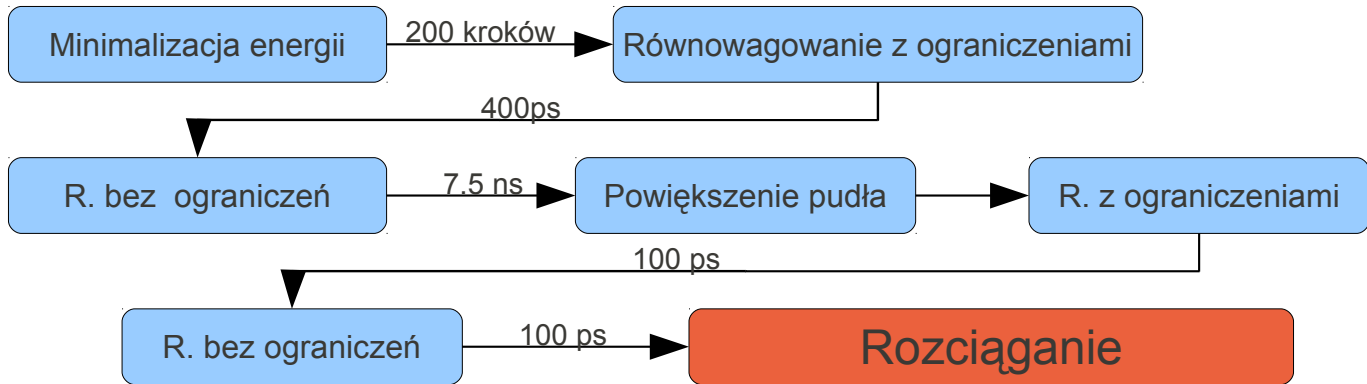 Minimalizacja energii
200 kroków
Równowagowanie z ograniczeniami
400ps
R. bez  ograniczeń
7.5 ns
Powiększenie pudła
R. z ograniczeniami
100 ps
R. bez ograniczeń
100 ps
Rozciąganie